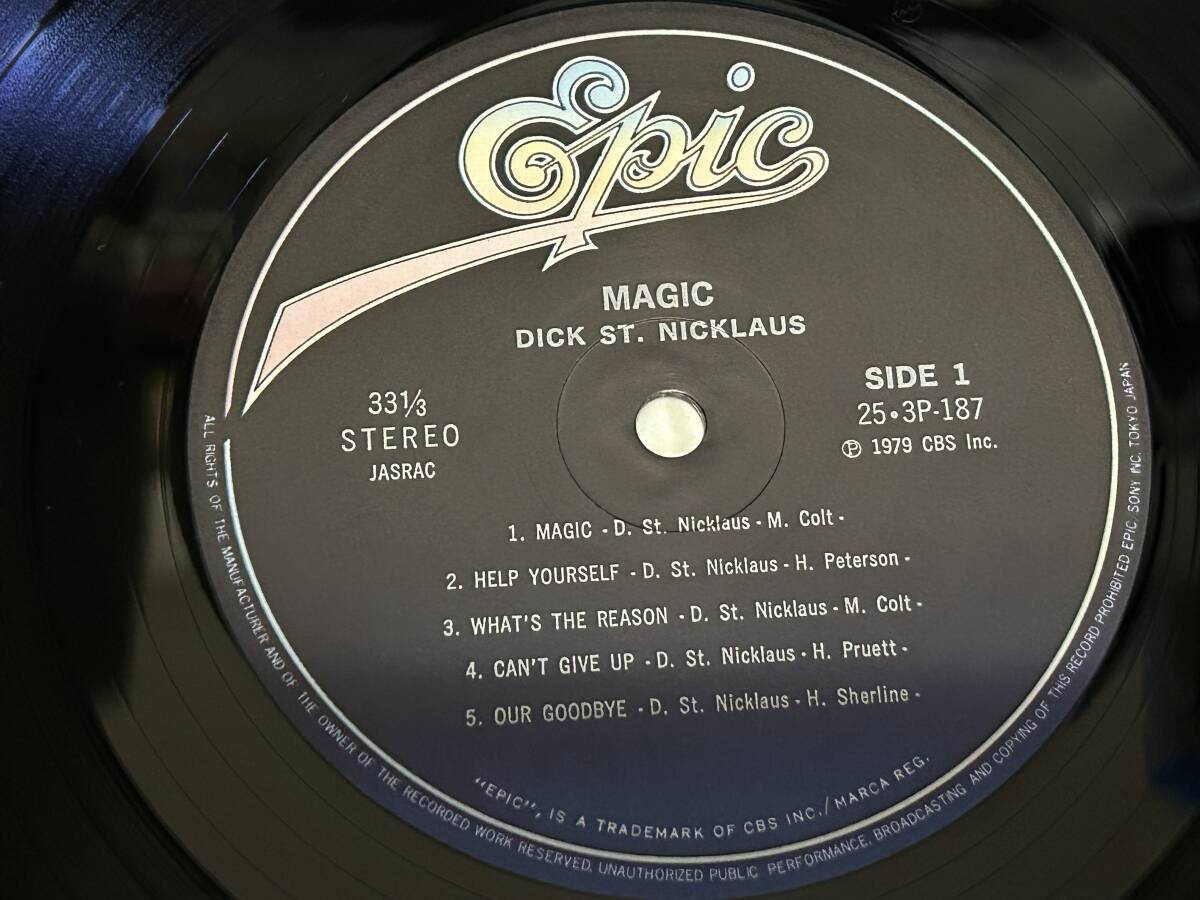 Epic
MAGIC
DICK ST. NICKLAUS
33⅓
STEREO
JASRAC
SIDE 1
25•3P-187
Ⓟ 1979 CBS Inc.
1. MAGIC - D. St. Nicklaus - M. Colt -
2. HELP YOURSELF - D. St. Nicklaus - H. Peterson -
3. WHAT'S THE REASON - D. St. Nicklaus - M. Colt -
4. CAN'T GIVE UP - D. St. Nicklaus - H. Pruett -
5. OUR GOODBYE - D. St. Nicklaus - H. Sherline -
"EPIC", IS A TRADEMARK OF CBS INC./MARCA REG.
ALL RIGHTS OF THE MANUFACTURER AND OF THE OWNER OF THE RECORDED WORK RESERVED. UNAUTHORIZED PUBLIC PERFORMANCE, BROADCASTING AND COPYING OF THIS RECORD PROHIBITED EPIC, SONY INC. TOKYO JAPAN